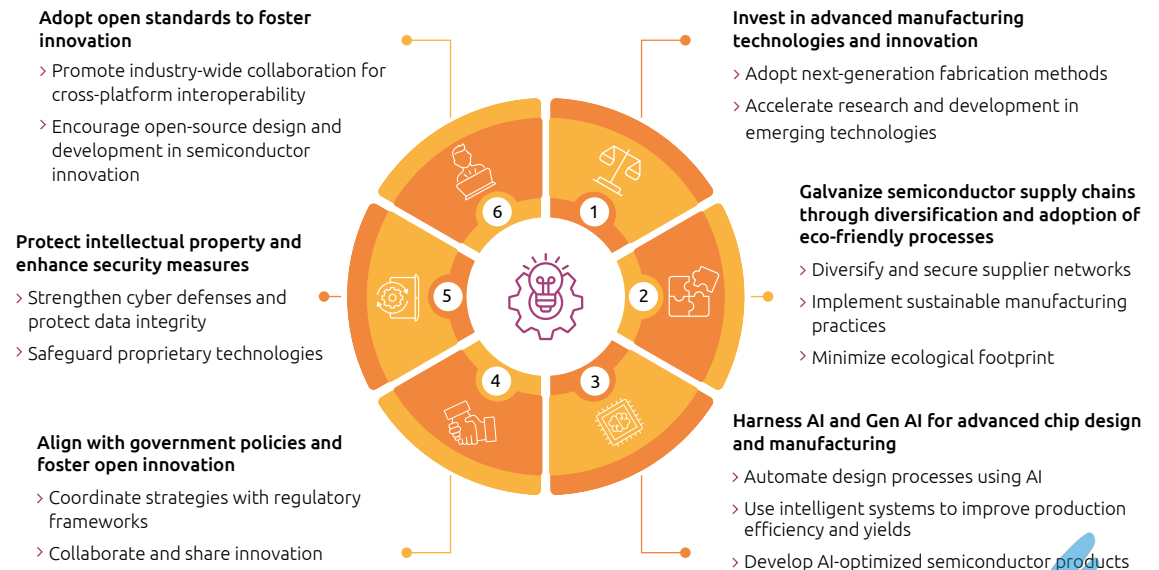 Adopt open standards to foster
innovation
> Promote industry-wide collaboration for
cross-platform interoperability
> Encourage open-source design and
development in semiconductor
innovation
Protect intellectual property and
enhance security measures
> Strengthen cyber defenses and
protect data integrity
> Safeguard proprietary technologies
Align with government policies and
foster open innovation
> Coordinate strategies with regulatory
frameworks
> Collaborate and share innovation
6
1
5
2
4
3
Invest in advanced manufacturing
technologies and innovation
> Adopt next-generation fabrication methods
> Accelerate research and development in
emerging technologies
Galvanize semiconductor supply chains
through diversification and adoption of
eco-friendly processes
> Diversify and secure supplier networks
> Implement sustainable manufacturing
practices
> Minimize ecological footprint
Harness AI and Gen AI for advanced chip design
and manufacturing
> Automate design processes using AI
> Use intelligent systems to improve production
efficiency and yields
> Develop AI-optimized semiconductor products